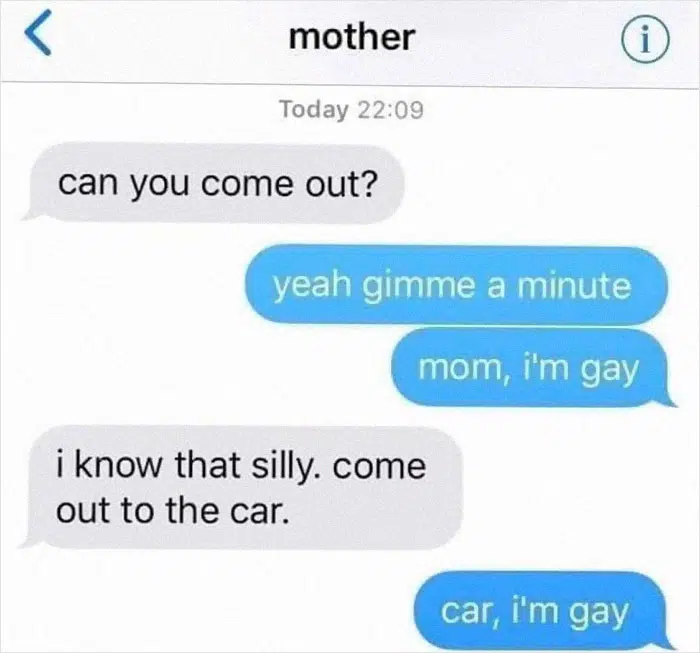 mother
Today 22:09
can you come out?
yeah gimme a minute
mom, i'm gay
i know that silly. come
out to the car.
car, i'm gay